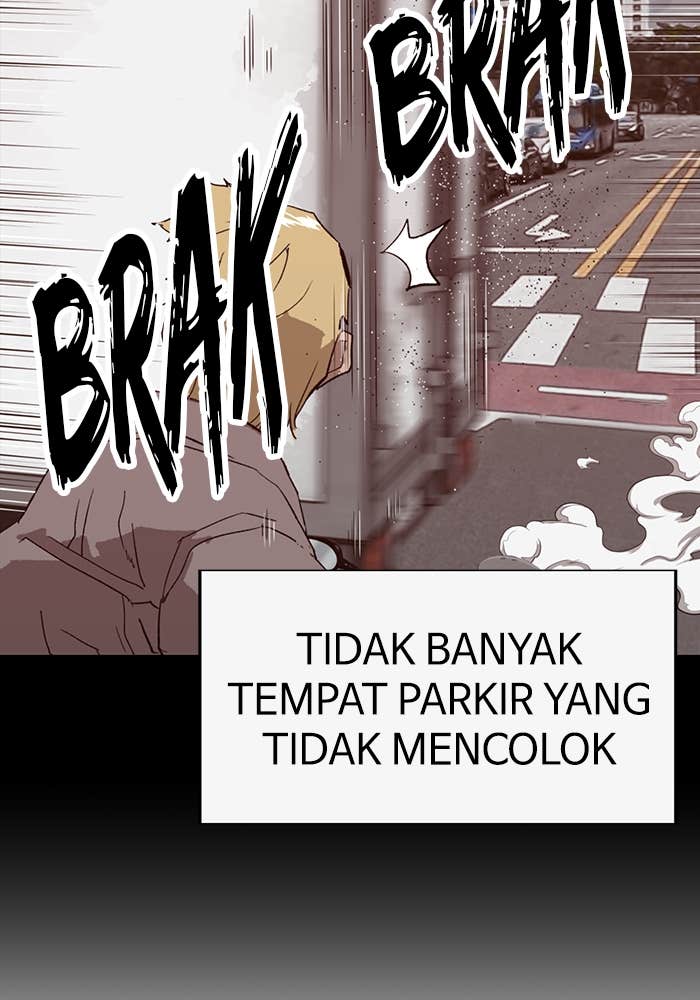 BRAK
BRAK
TIDAK BANYAK
TEMPAT PARKIR YANG
TIDAK MENCOLOK